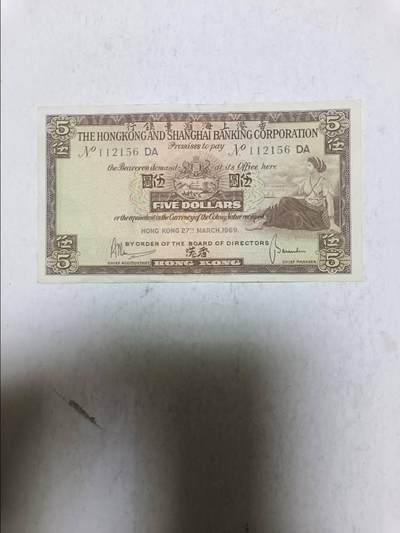 香港上海滙豐銀行
THE HONGKONG AND SHANGHAI BANKING CORPORATION
5 伍
5 伍
Promises to pay
No 112156 DA
No 112156 DA
the Bearer on demand at its Office here
伍圓
FIVE DOLLARS
or the equivalent in the Currency of the Colony value received
HONG KONG 27TH MARCH, 1969.
BY ORDER OF THE BOARD OF DIRECTORS
香港
伍 5
伍 5
CHIEF ACCOUNTANT
HONG KONG
CHIEF MANAGER